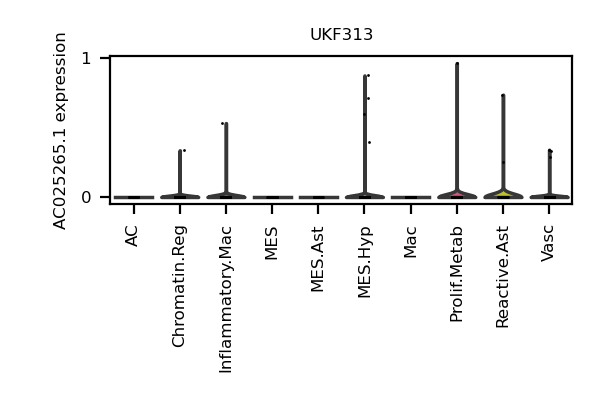 UKF313
AC025265.1 expression
1
0
AC
Chromatin.Reg
Inflammatory.Mac
MES
MES.Ast
MES.Hyp
Mac
Prolif.Metab
Reactive.Ast
Vasc